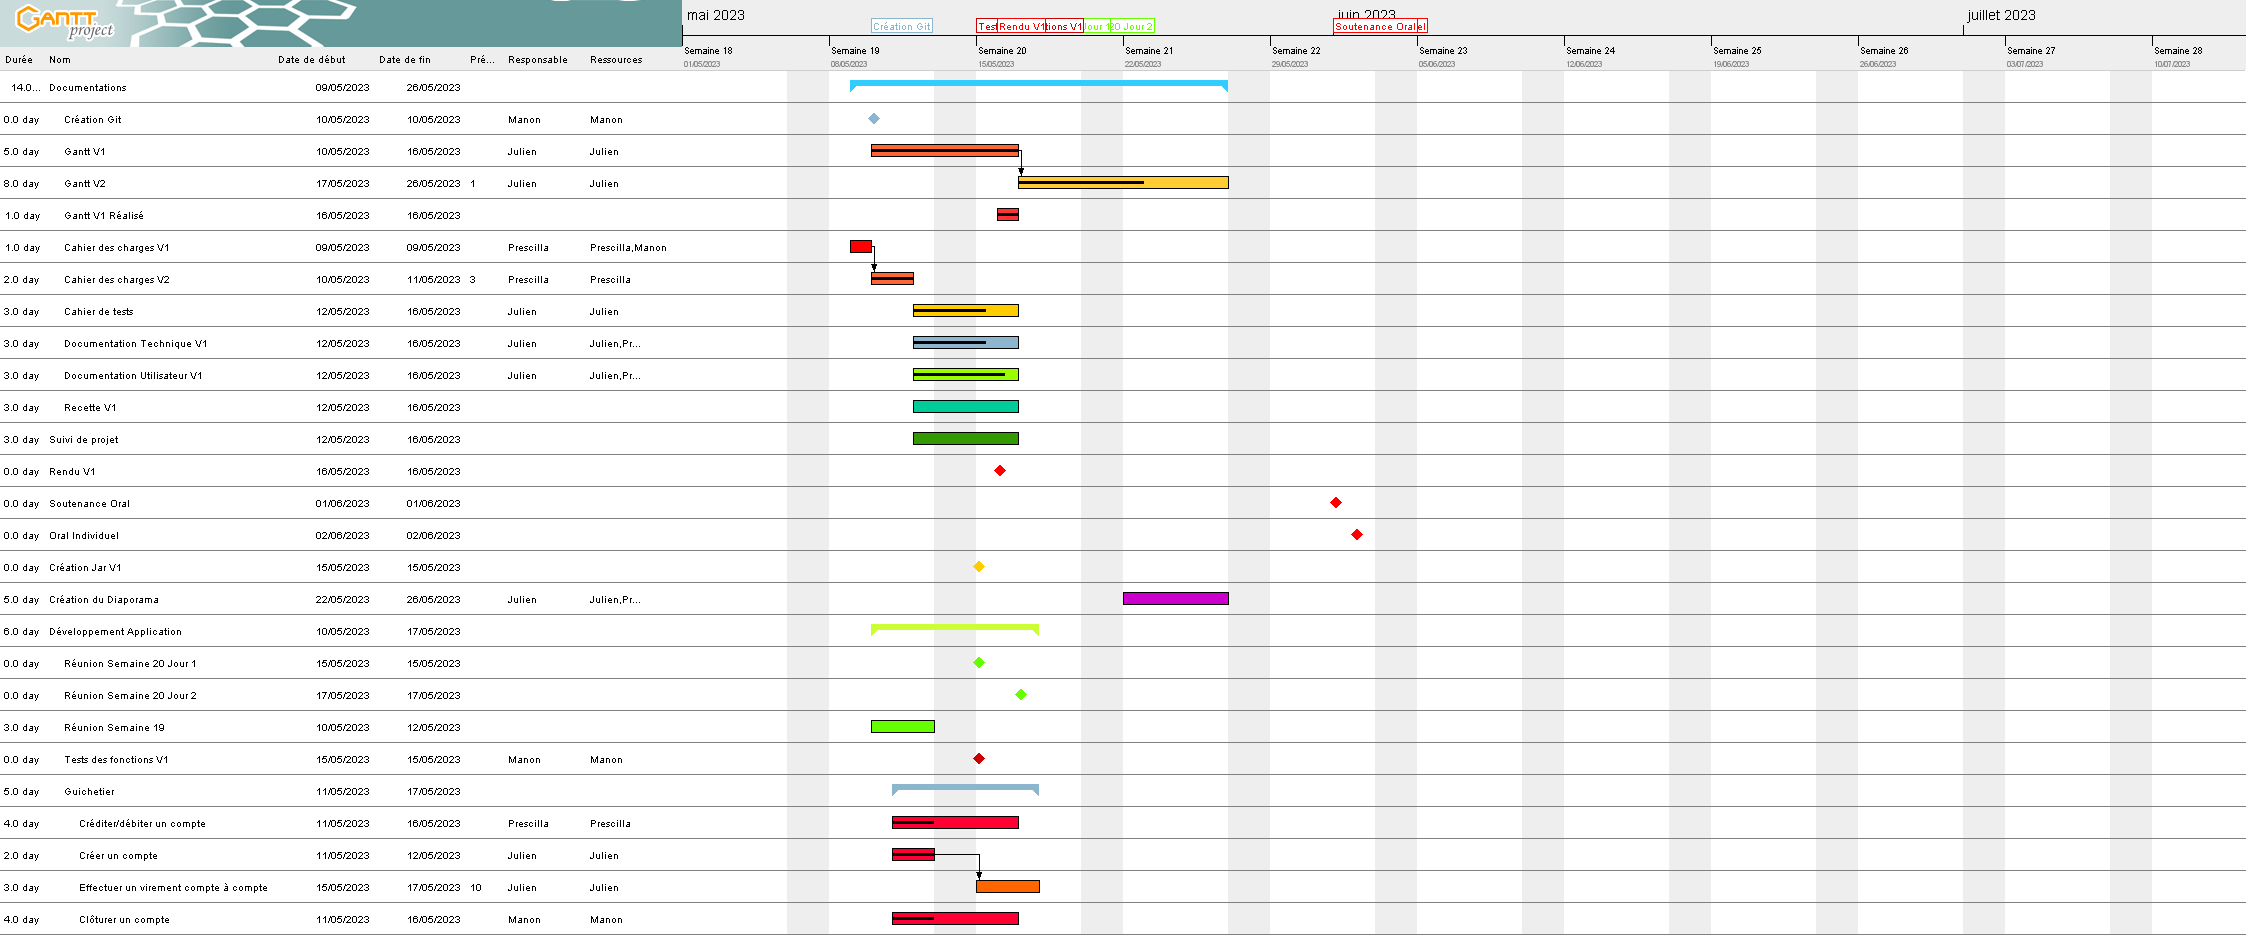 GANTT
project
mai 2023
juin 2023
juillet 2023
Création Git
Rendu V1
Jour 2
Soutenance Oral
Semaine 18 Semaine 19 Semaine 20 Semaine 21 Semaine 22 Semaine 23 Semaine 24 Semaine 25 Semaine 26 Semaine 27 Semaine 28
01/05/2023 08/05/2023 15/05/2023 22/05/2023 29/05/2023 05/06/2023 12/06/2023 19/06/2023 26/06/2023 03/07/2023 10/07/2023
Durée Nom Date de début Date de fin Pré... Responsable Ressources
14.0... Documentations 09/05/2023 26/05/2023
0.0 day Création Git 10/05/2023 10/05/2023 Manon Manon
5.0 day Gantt V1 10/05/2023 16/05/2023 Julien Julien
8.0 day Gantt V2 17/05/2023 26/05/2023 1 Julien Julien
1.0 day Gantt V1 Réalisé 16/05/2023 16/05/2023
1.0 day Cahier des charges V1 09/05/2023 09/05/2023 Prescilla Prescilla,Manon
2.0 day Cahier des charges V2 10/05/2023 11/05/2023 3 Prescilla Prescilla
3.0 day Cahier de tests 12/05/2023 16/05/2023 Julien Julien
3.0 day Documentation Technique V1 12/05/2023 16/05/2023 Julien Julien,Pr...
3.0 day Documentation Utilisateur V1 12/05/2023 16/05/2023 Julien Julien,Pr...
3.0 day Recette V1 12/05/2023 16/05/2023
3.0 day Suivi de projet 12/05/2023 16/05/2023
0.0 day Rendu V1 16/05/2023 16/05/2023
0.0 day Soutenance Oral 01/06/2023 01/06/2023
0.0 day Oral Individuel 02/06/2023 02/06/2023
0.0 day Création Jar V1 15/05/2023 15/05/2023
5.0 day Création du Diaporama 22/05/2023 26/05/2023 Julien Julien,Pr...
6.0 day Développement Application 10/05/2023 17/05/2023
0.0 day Réunion Semaine 20 Jour 1 15/05/2023 15/05/2023
0.0 day Réunion Semaine 20 Jour 2 17/05/2023 17/05/2023
3.0 day Réunion Semaine 19 10/05/2023 12/05/2023
0.0 day Tests des fonctions V1 15/05/2023 15/05/2023 Manon Manon
5.0 day Guichetier 11/05/2023 17/05/2023
4.0 day Créditer/débiter un compte 11/05/2023 16/05/2023 Prescilla Prescilla
2.0 day Créer un compte 11/05/2023 12/05/2023 Julien Julien
3.0 day Effectuer un virement compte à compte 15/05/2023 17/05/2023 10 Julien Julien
4.0 day Clôturer un compte 11/05/2023 16/05/2023 Manon Manon